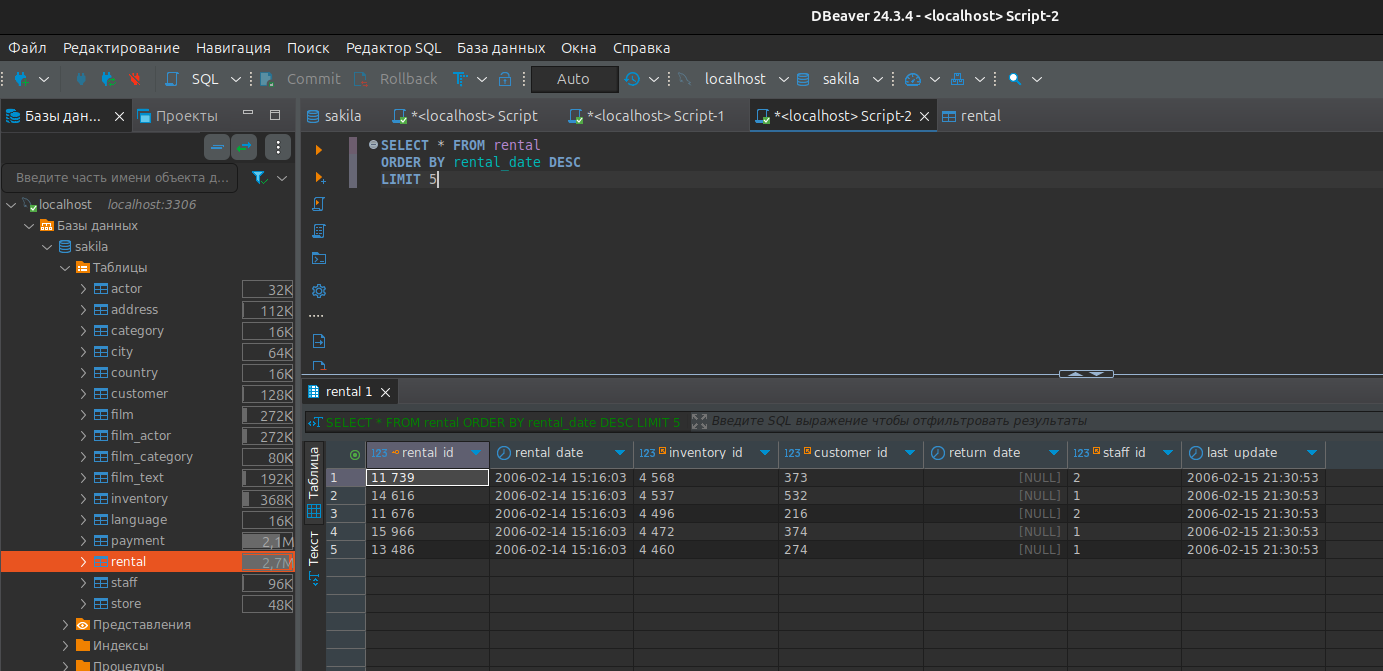 DBeaver 24.3.4 - <localhost> Script-2
Файл Редактирование Навигация Поиск Редактор SQL База данных Окна Справка
SQL Commit Rollback Auto localhost sakila
Базы дан... Проекты
sakila *<localhost> Script *<localhost> Script-1 *<localhost> Script-2 rental
Введите часть имени объекта д...
localhost localhost:3306
Базы данных
sakila
Таблицы
actor 32K
address 112K
category 16K
city 64K
country 16K
customer 128K
film 272K
film_actor 272K
film_category 80K
film_text 192K
inventory 368K
language 16K
payment 2,1M
rental 2,7M
staff 96K
store 48K
Представления
Индексы
Процедуры
SELECT * FROM rental
ORDER BY rental_date DESC
LIMIT 5
rental 1
SELECT * FROM rental ORDER BY rental_date DESC LIMIT 5 Введите SQL выражение чтобы отфильтровать результаты
Таблица
Текст
123 rental_id rental_date 123 inventory_id 123 customer_id return_date 123 staff_id last_update
1 11 739 2006-02-14 15:16:03 4 568 373 [NULL] 2 2006-02-15 21:30:53
2 14 616 2006-02-14 15:16:03 4 537 532 [NULL] 1 2006-02-15 21:30:53
3 11 676 2006-02-14 15:16:03 4 496 216 [NULL] 2 2006-02-15 21:30:53
4 15 966 2006-02-14 15:16:03 4 472 374 [NULL] 1 2006-02-15 21:30:53
5 13 486 2006-02-14 15:16:03 4 460 274 [NULL] 1 2006-02-15 21:30:53